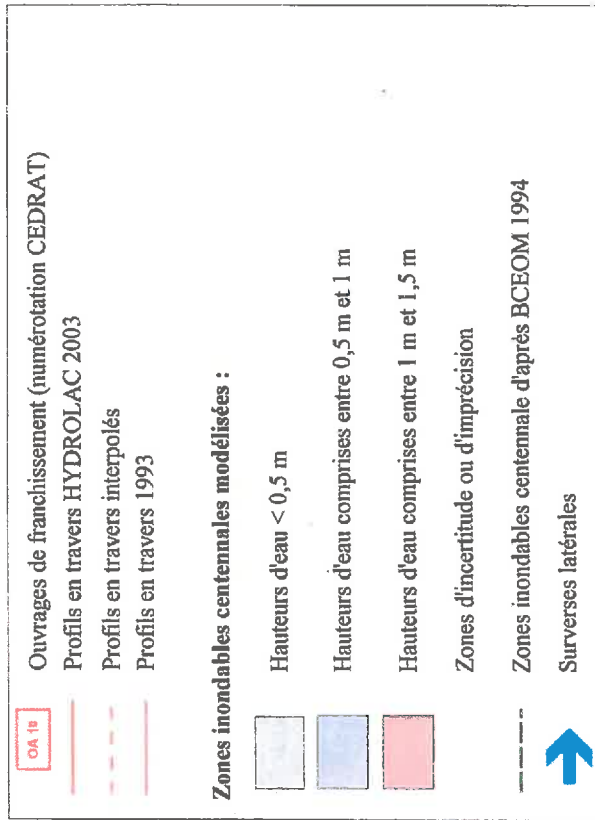 OA 1b Ouvrages de franchissement (numérotation CEDRAT)
Profils en travers HYDROLAC 2003
Profils en travers interpolés
Profils en travers 1993
Zones inondables centennales modélisées :
Hauteurs d'eau < 0,5 m
Hauteurs d'eau comprises entre 0,5 m et 1 m
Hauteurs d'eau comprises entre 1 m et 1,5 m
Zones d'incertitude ou d'imprécision
Zones inondables centennale d'aprés BCEOM 1994
Surverses latérales